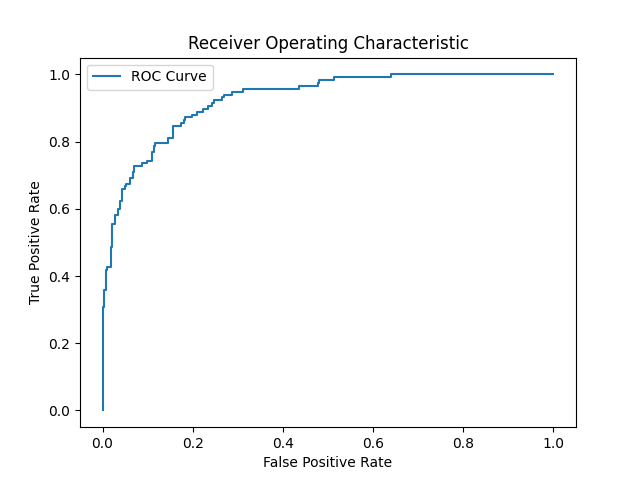 Receiver Operating Characteristic
ROC Curve
True Positive Rate
1.0
0.8
0.6
0.4
0.2
0.0
0.0 0.2 0.4 0.6 0.8 1.0
False Positive Rate